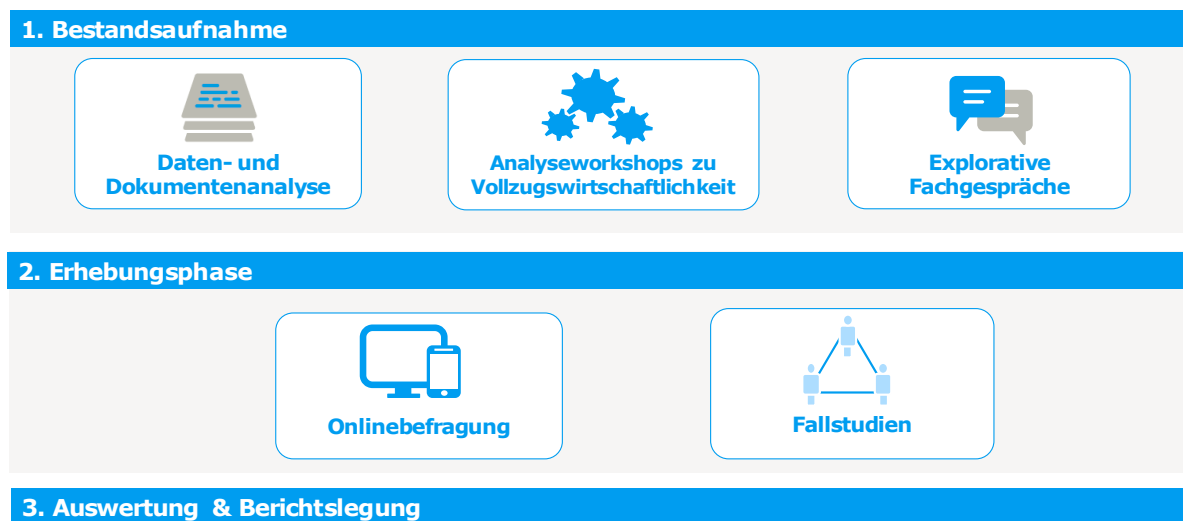 1. Bestandsaufnahme
Daten- und
Dokumentenanalyse
Analyseworkshops zu
Vollzugswirtschaftlichkeit
Explorative
Fachgespräche
2. Erhebungsphase
Onlinebefragung
Fallstudien
3. Auswertung & Berichtslegung